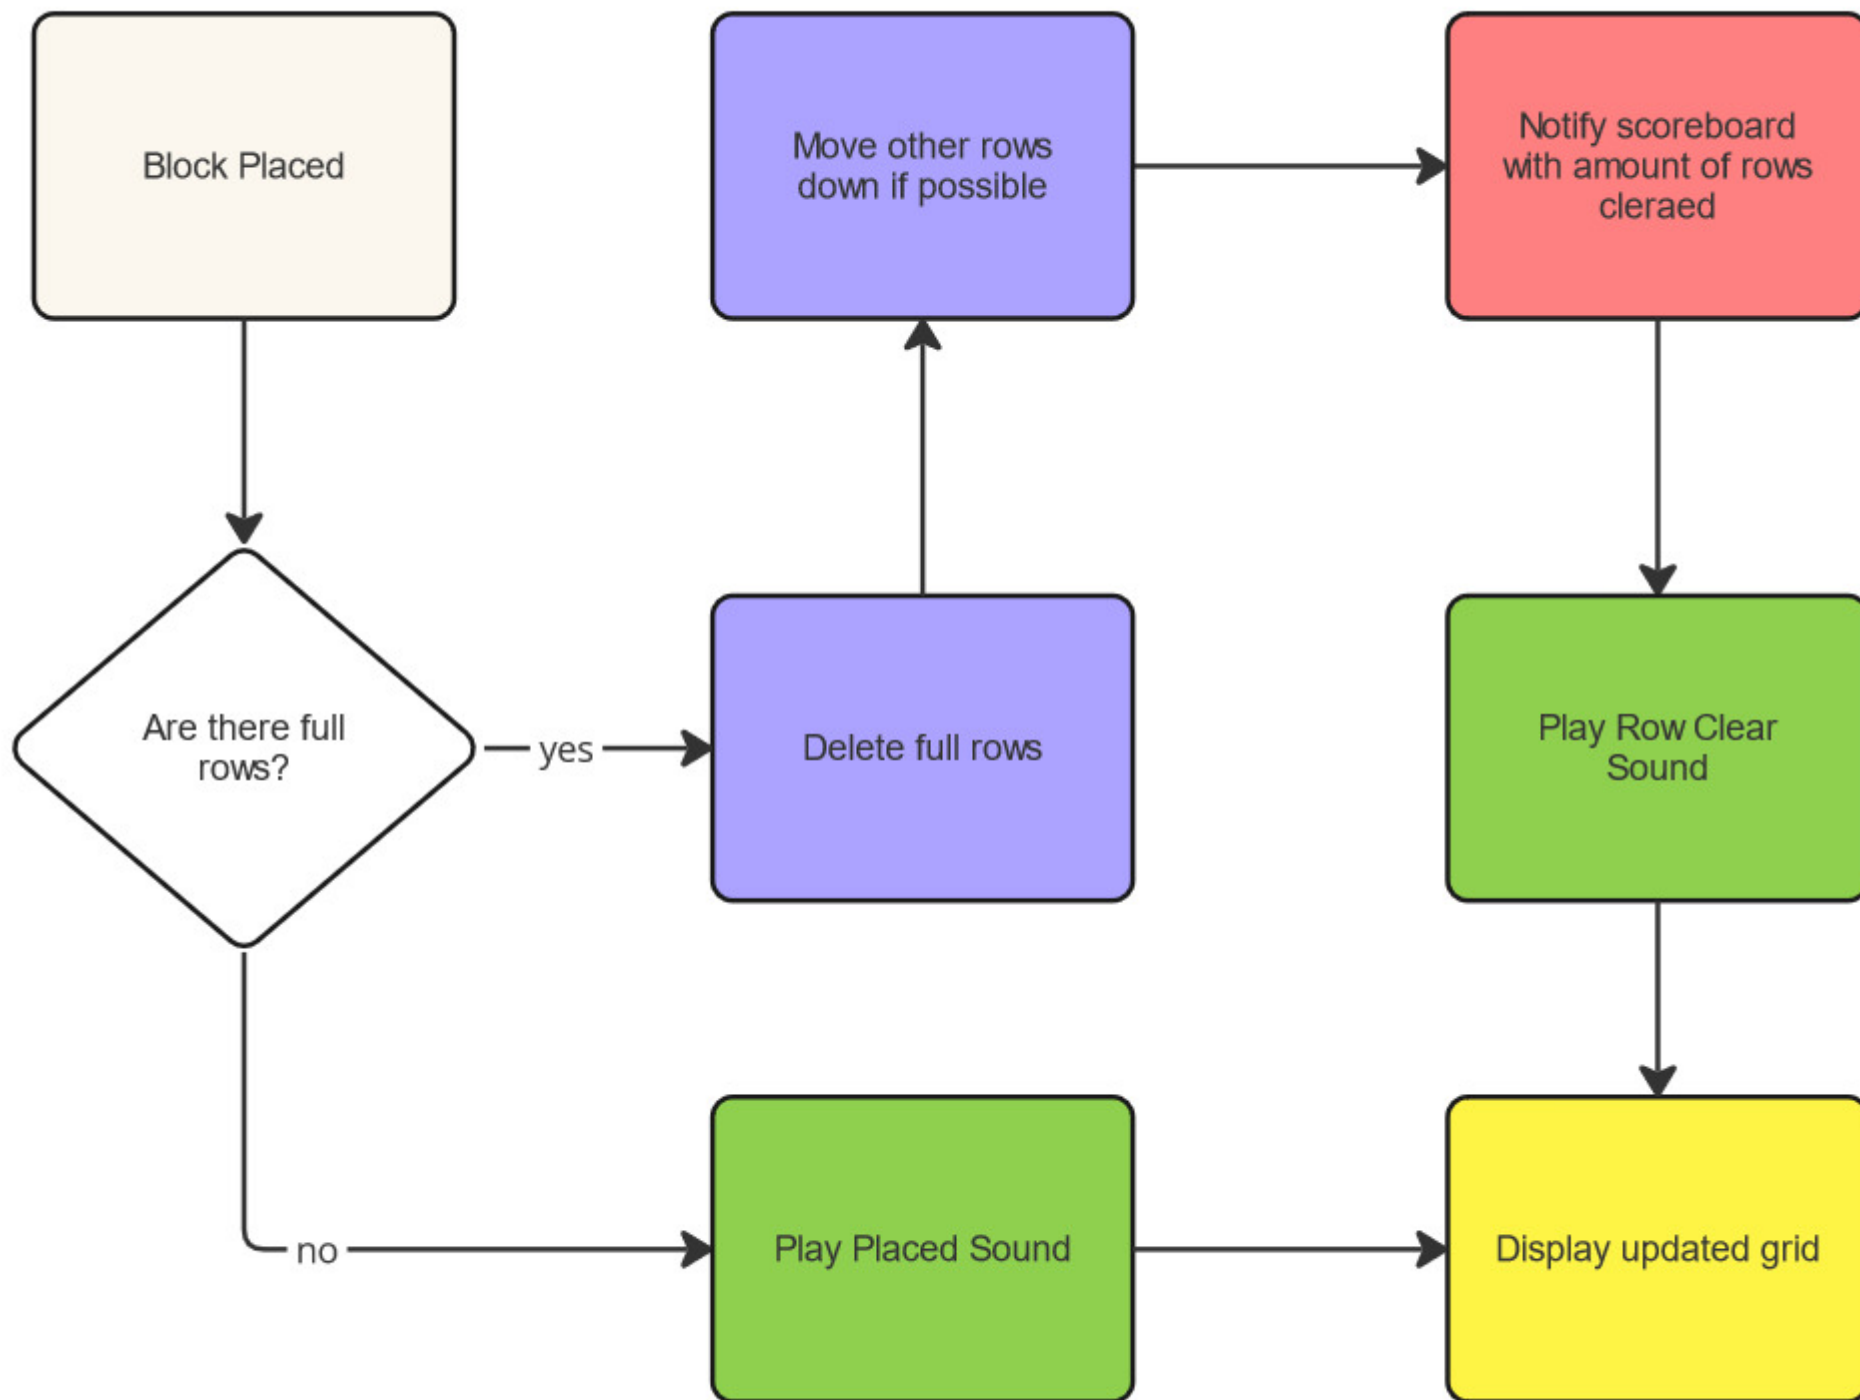 Block Placed
Move other rows
down if possible
Notify scoreboard
with amount of rows
cleraed
Are there full
rows?
yes
Delete full rows
Play Row Clear
Sound
no
Play Placed Sound
Display updated grid